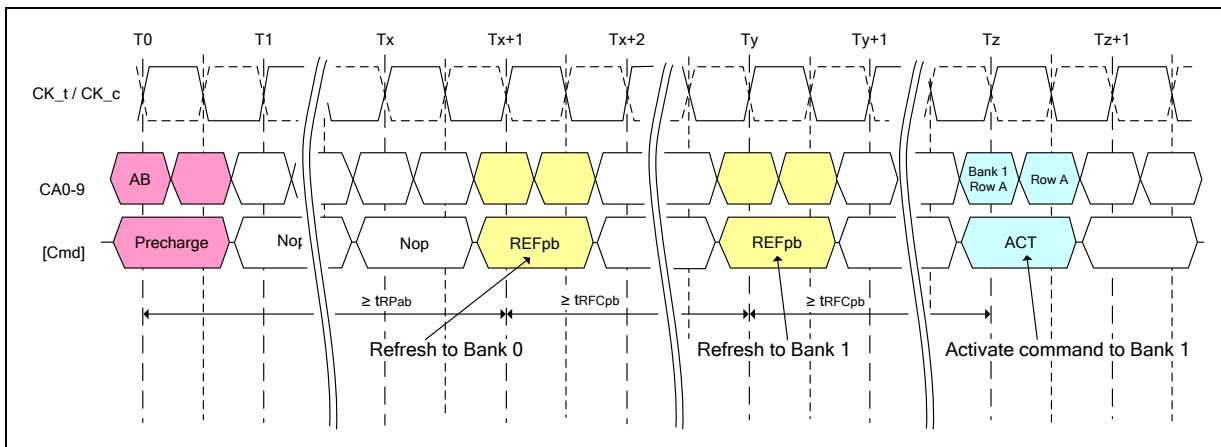 T0 T1 Tx Tx+1 Tx+2 Ty Ty+1 Tz Tz+1
CK_t / CK_c
CA0-9 AB Bank 1 Row A Row A
[Cmd] Precharge Nop Nop REFpb REFpb ACT
≥ tRPab ≥ tRFCpb ≥ tRFCpb
Refresh to Bank 0 Refresh to Bank 1 Activate command to Bank 1